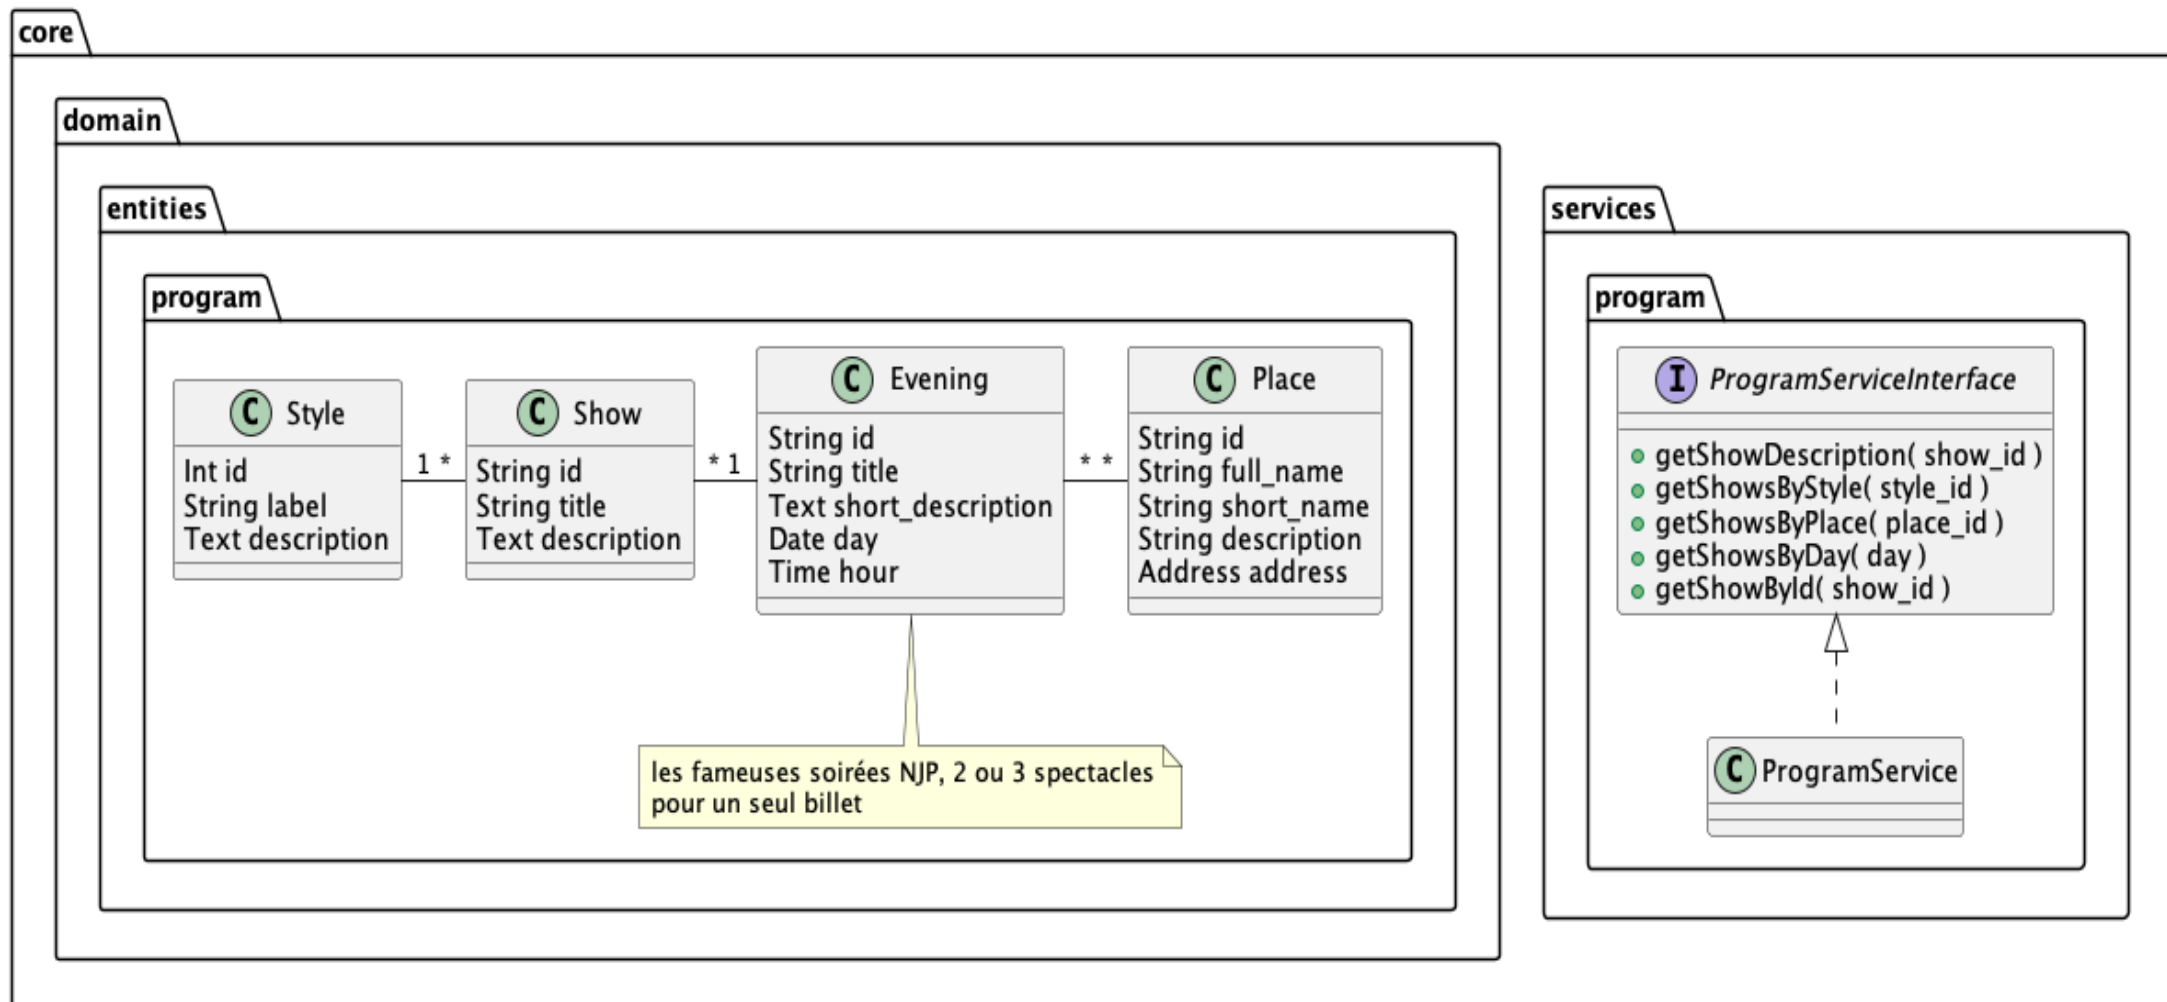 core
domain
entities
program
C Style
Int id
String label
Text description
1 *
C Show
String id
String title
Text description
* 1
C Evening
String id
String title
Text short_description
Date day
Time hour
* *
C Place
String id
String full_name
String short_name
String description
Address address
les fameuses soirées NJP, 2 ou 3 spectacles
pour un seul billet
services
program
I ProgramServiceInterface
getShowDescription( show_id )
getShowsByStyle( style_id )
getShowsByPlace( place_id )
getShowsByDay( day )
getShowById( show_id )
C ProgramService